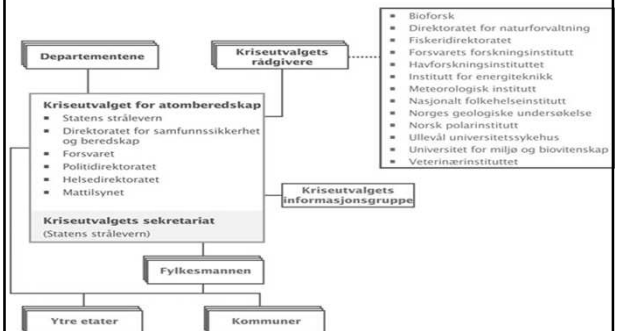 Departementene
Kriseutvalgets
rådgivere
Bioforsk
Direktoratet for naturforvaltning
Fiskeridirektoratet
Forsvarets forskningsinstitutt
Havforskningsinstituttet
Institutt for energiteknikk
Meteorologisk institutt
Nasjonalt folkehelseinstitutt
Norges geologiske undersøkelse
Norsk polarinstitutt
Ullevål universitetssykehus
Universitet for miljø og biovitenskap
Veterinærinstituttet
Kriseutvalget for atomberedskap
Statens strålevern
Direktoratet for samfunnssikkerhet
og beredskap
Forsvaret
Politidirektoratet
Helsedirektoratet
Mattilsynet
Kriseutvalgets sekretariat
(Statens strålevern)
Kriseutvalgets
informasjonsgruppe
Fylkesmannen
Ytre etater
Kommuner